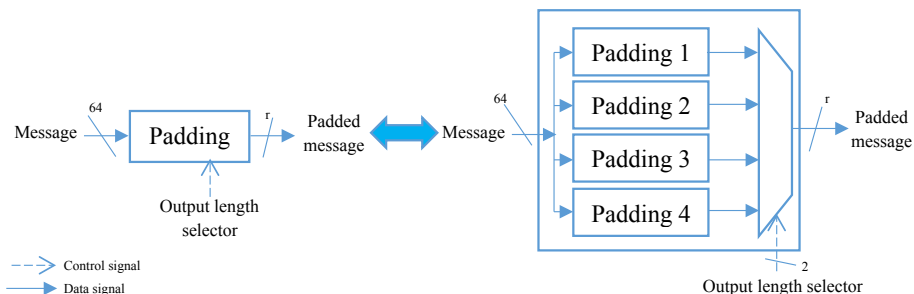 64
Message
Padding
r
Padded
message
Output length
selector
Control signal
Data signal
64
Message
Padding 1
Padding 2
Padding 3
Padding 4
r
Padded
message
2
Output length selector